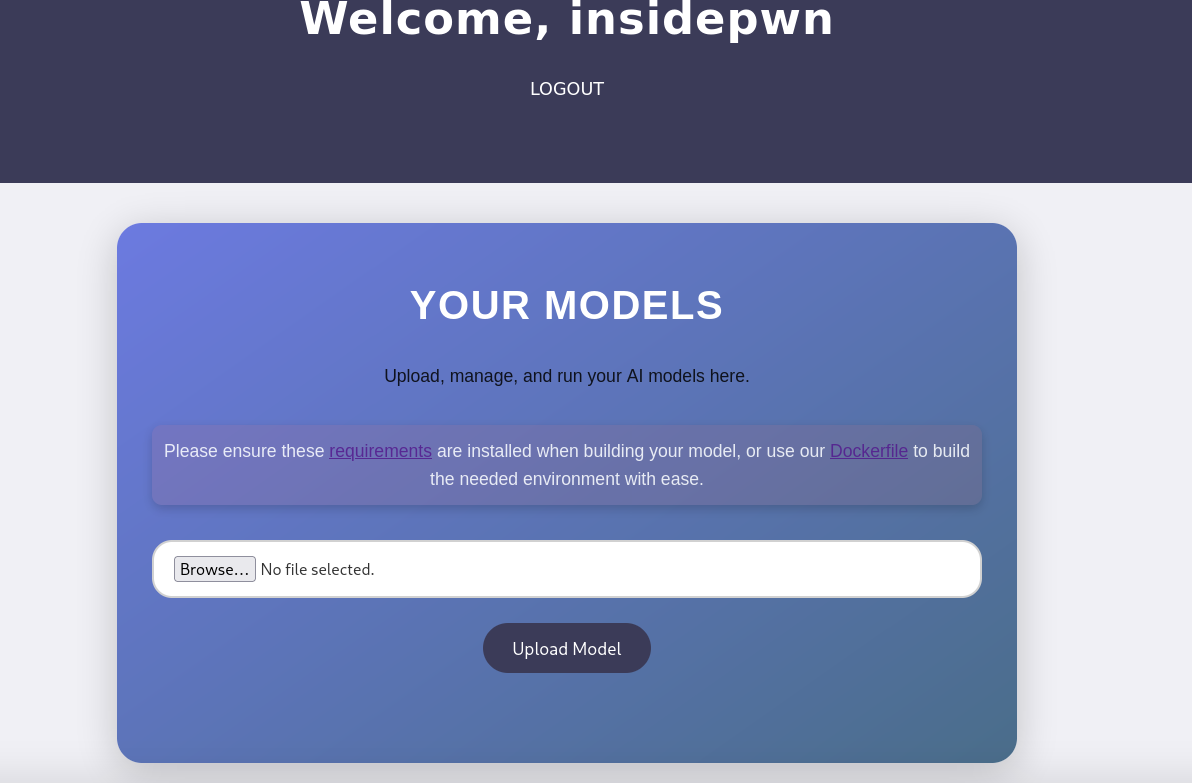 Welcome, insidepwn
LOGOUT
YOUR MODELS
Upload, manage, and run your AI models here.
Please ensure these requirements are installed when building your model, or use our Dockerfile to build
the needed environment with ease.
Browse... No file selected.
Upload Model